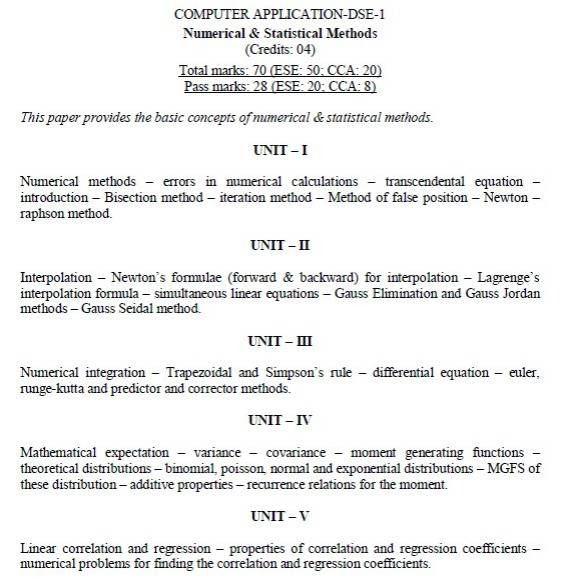 COMPUTER APPLICATION-DSE-1
Numerical & Statistical Methods
(Credits: 04)
Total marks: 70 (ESE: 50; CCA: 20)
Pass marks: 28 (ESE: 20; CCA: 8)
This paper provides the basic concepts of numerical & statistical methods.
UNIT – I
Numerical methods – errors in numerical calculations – transcendental equation –
introduction – Bisection method – iteration method – Method of false position – Newton –
raphson method.
UNIT – II
Interpolation – Newton's formulae (forward & backward) for interpolation – Lagrenge's
interpolation formula – simultaneous linear equations – Gauss Elimination and Gauss Jordan
methods – Gauss Seidal method.
UNIT – III
Numerical integration – Trapezoidal and Simpson's rule – differential equation – euler,
runge-kutta and predictor and corrector methods.
UNIT – IV
Mathematical expectation – variance – covariance – moment generating functions –
theoretical distributions – binomial, poisson, normal and exponential distributions – MGFS of
these distribution – additive properties – recurrence relations for the moment.
UNIT – V
Linear correlation and regression – properties of correlation and regression coefficients –
numerical problems for finding the correlation and regression coefficients.